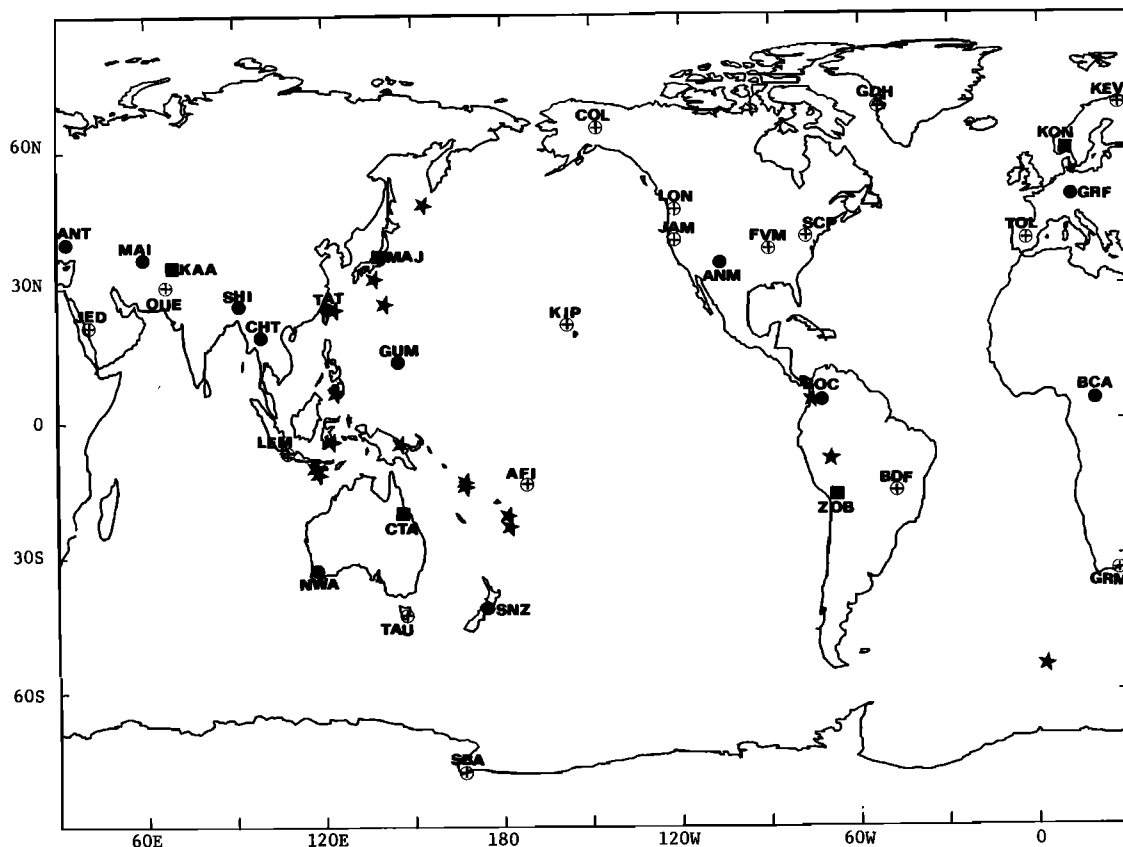 GDH
KEV
COL
60N
KON
LON
GRF
JAM
FVM
SCP
TOL
ANT
MAI
KAA
MAJ
ANM
30N
QUE
SHI
TAT
JED
KIP
CHT
GUM
BOC
BCA
0
LEM
AFI
BDF
ZOB
CTA
30S
NWA
GRM
SNZ
TAU
60S
SBA
60E
120E
180
120W
60W
0